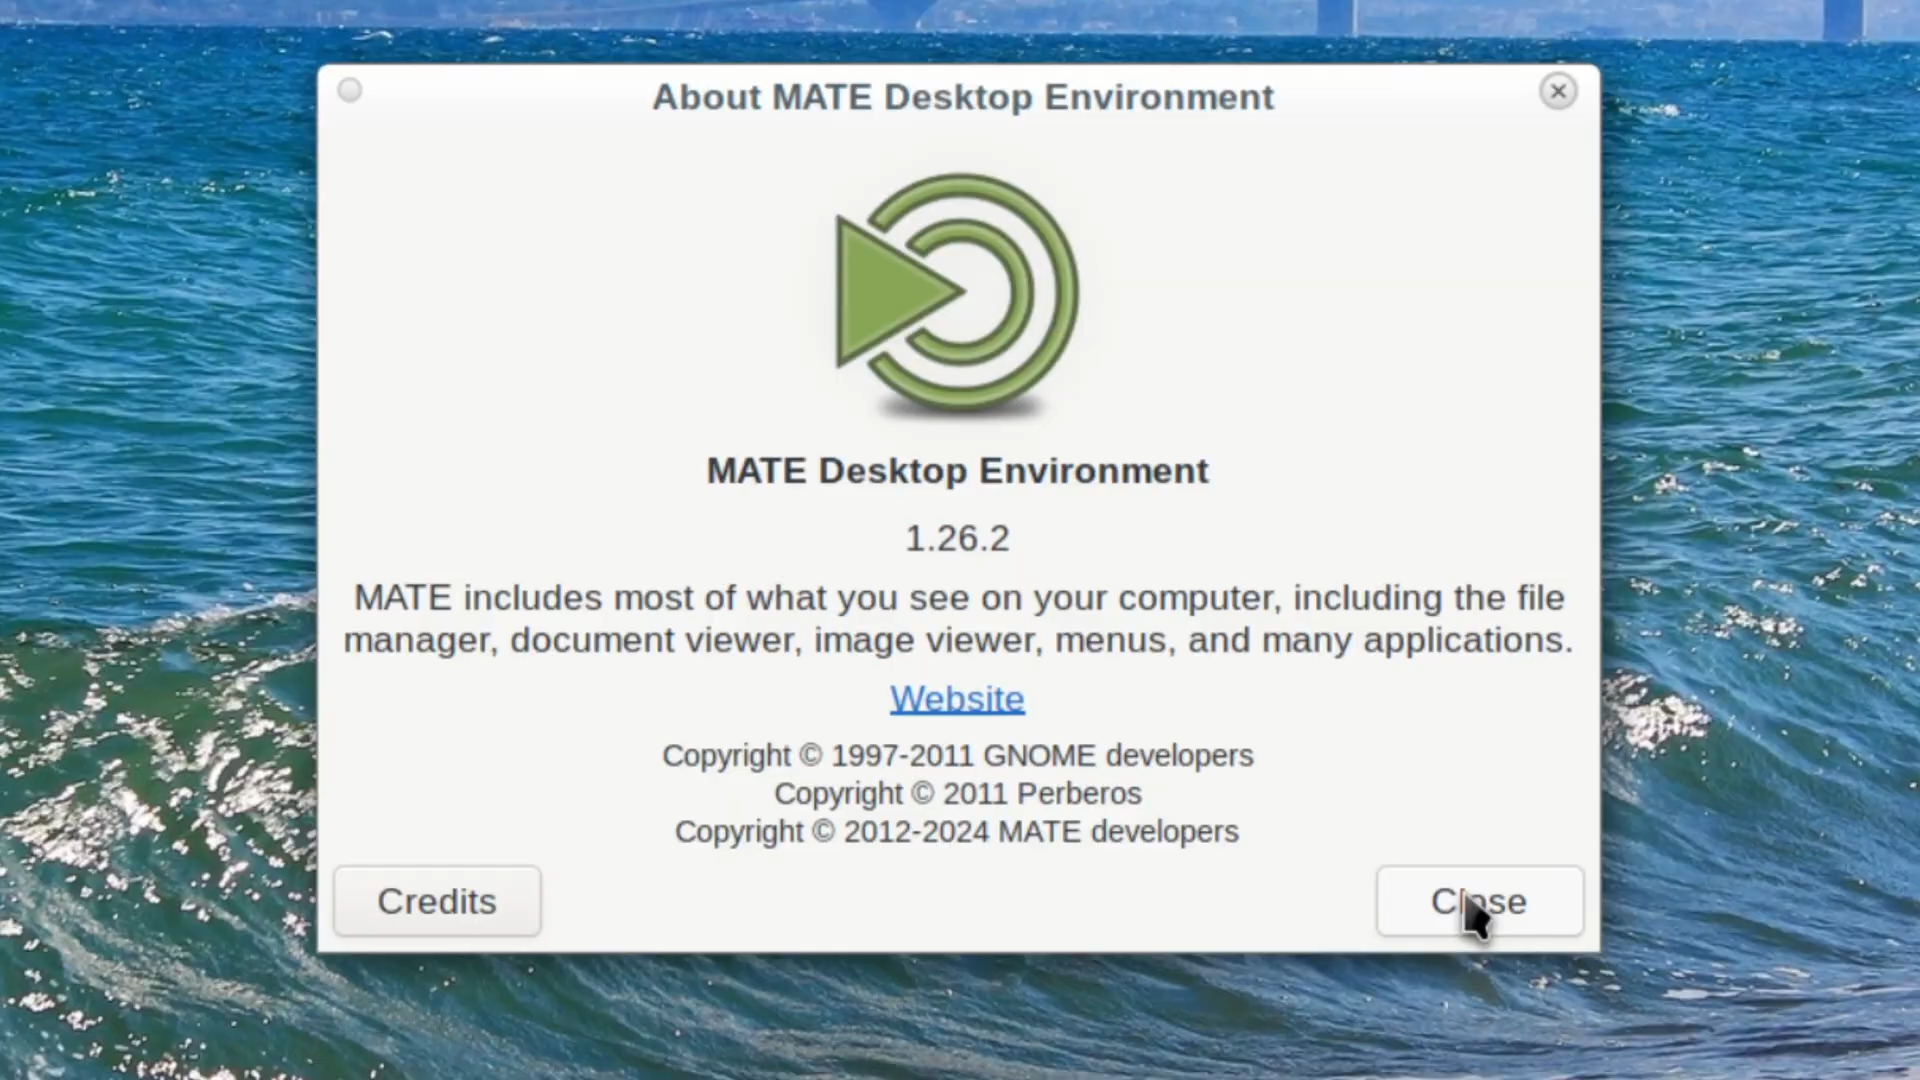 About MATE Desktop Environment
MATE Desktop Environment
1.26.2
MATE includes most of what you see on your computer, including the file
manager, document viewer, image viewer, menus, and many applications.
Website
Copyright © 1997-2011 GNOME developers
Copyright © 2011 Perberos
Copyright © 2012-2024 MATE developers
Credits
Close